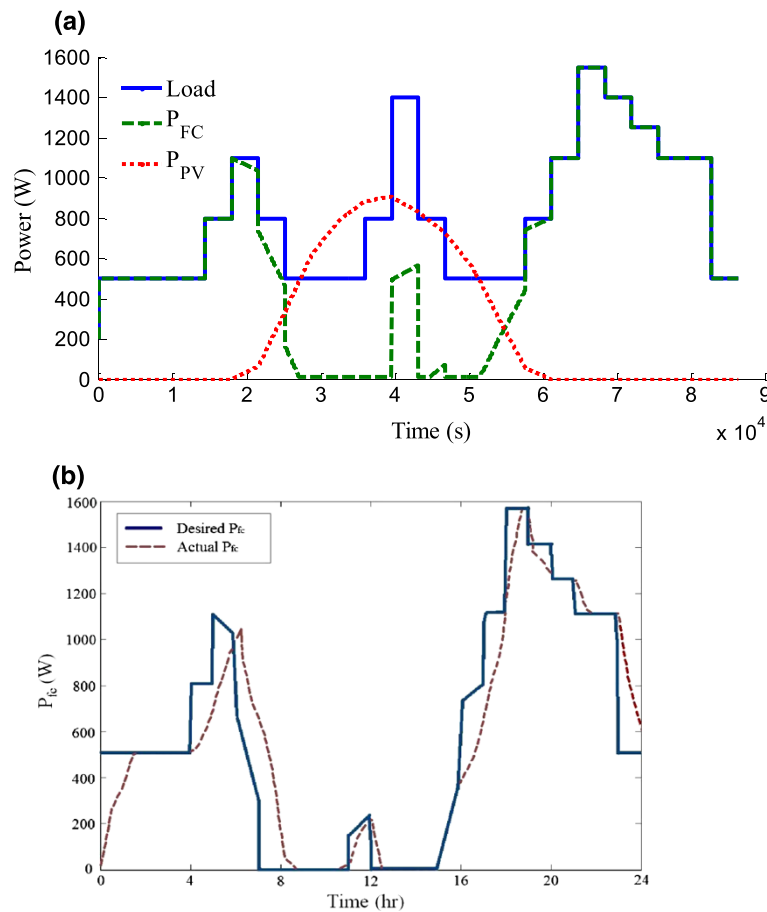 (a)
1600
1400
1200
1000
800
600
400
200
0
Power (W)
Load
P_FC
P_PV
0 1 2 3 4 5 6 7 8 9
Time (s)
x 10^4
(b)
1600
1400
1200
1000
800
600
400
200
0
P_fc (W)
Desired P_fc
Actual P_fc
0 4 8 12 16 20 24
Time (hr)